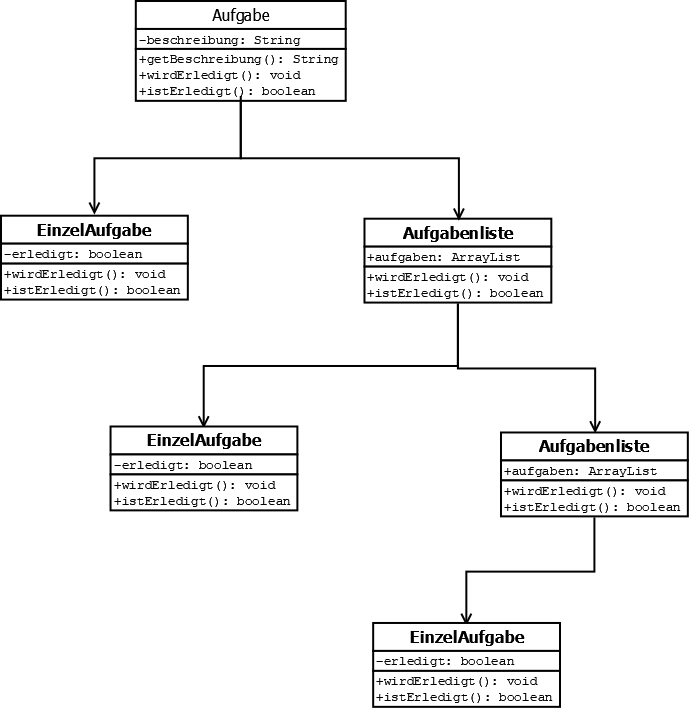 Aufgabe
-beschreibung: String
+getBeschreibung(): String
+wirdErledigt(): void
+istErledigt(): boolean
EinzelAufgabe
-erledigt: boolean
+wirdErledigt(): void
+istErledigt(): boolean
Aufgabenliste
+aufgaben: ArrayList
+wirdErledigt(): void
+istErledigt(): boolean
EinzelAufgabe
-erledigt: boolean
+wirdErledigt(): void
+istErledigt(): boolean
Aufgabenliste
+aufgaben: ArrayList
+wirdErledigt(): void
+istErledigt(): boolean
EinzelAufgabe
-erledigt: boolean
+wirdErledigt(): void
+istErledigt(): boolean